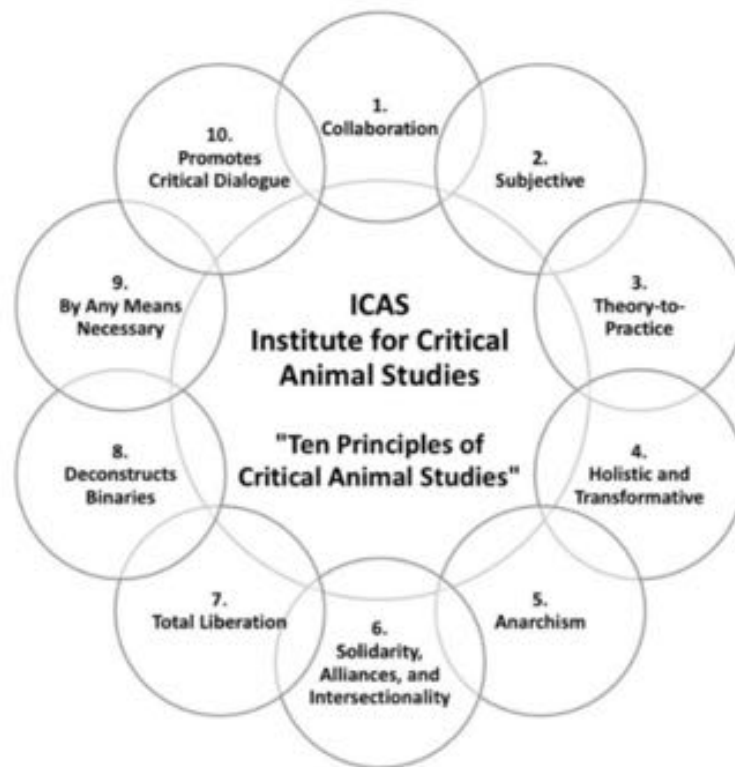 ICAS
Institute for Critical
Animal Studies
"Ten Principles of
Critical Animal Studies"
1.
Collaboration
2.
Subjective
3.
Theory-to-
Practice
4.
Holistic and
Transformative
5.
Anarchism
6.
Solidarity,
Alliances, and
Intersectionality
7.
Total Liberation
8.
Deconstructs
Binaries
9.
By Any Means
Necessary
10.
Promotes
Critical Dialogue